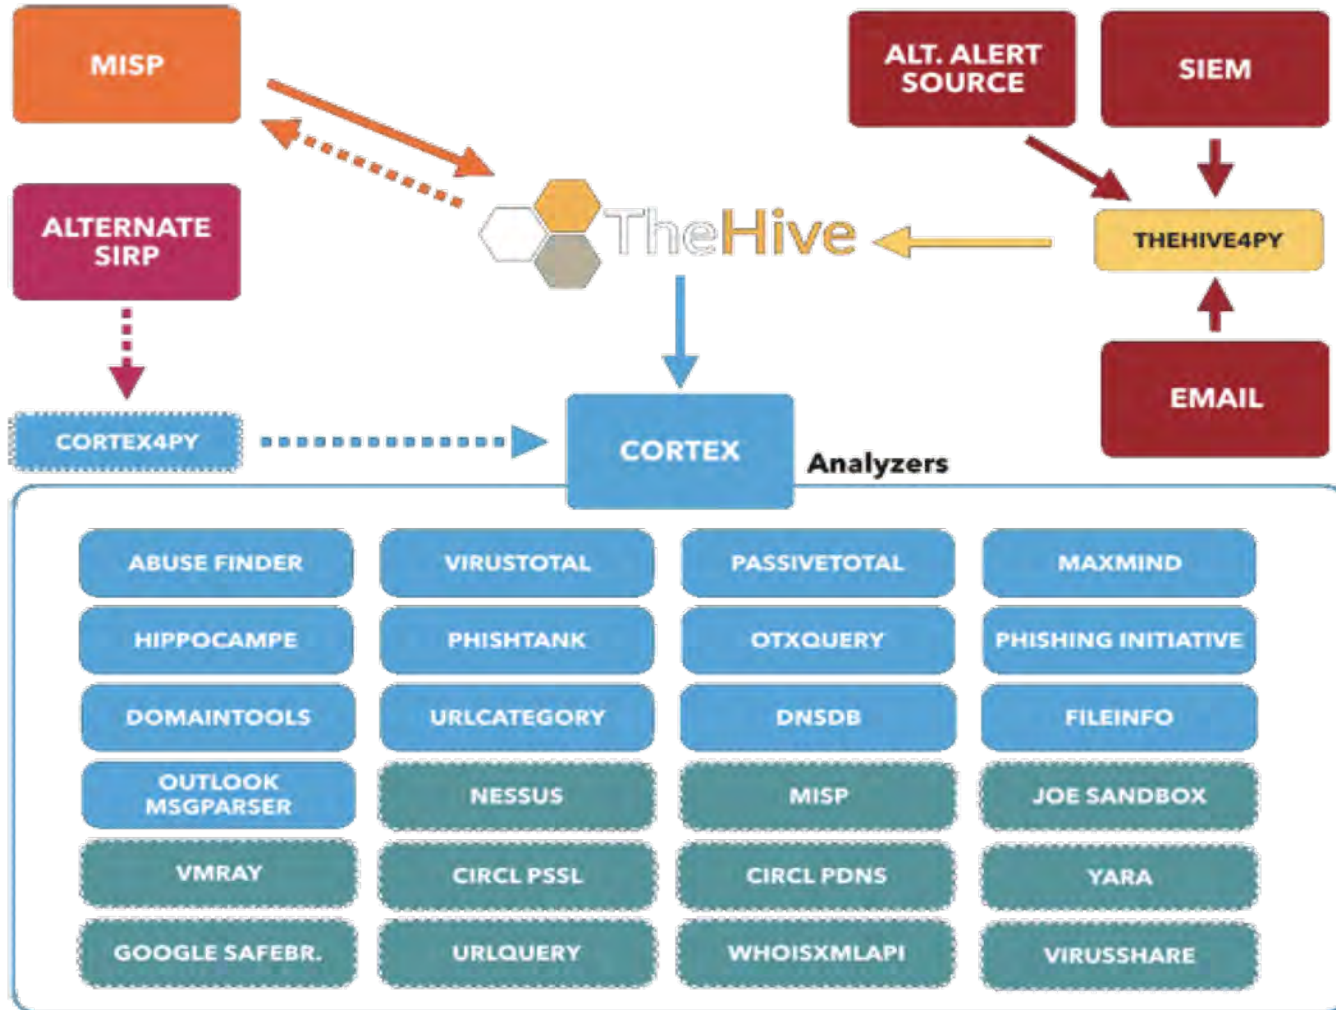 MISP
ALT. ALERT
SOURCE
SIEM
ALTERNATE
SIRP
TheHive
THEHIVE4PY
CORTEX4PY
CORTEX
EMAIL
Analyzers
ABUSE FINDER
VIRUSTOTAL
PASSIVETOTAL
MAXMIND
HIPPOCAMPE
PHISHTANK
OTXQUERY
PHISHING INITIATIVE
DOMAINTOOLS
URLCATEGORY
DNSDB
FILEINFO
OUTLOOK
MSGPARSER
NESSUS
MISP
JOE SANDBOX
VMRAY
CIRCL PSSL
CIRCL PDNS
YARA
GOOGLE SAFEBR.
URLQUERY
WHOISXMLAPI
VIRUSSHARE